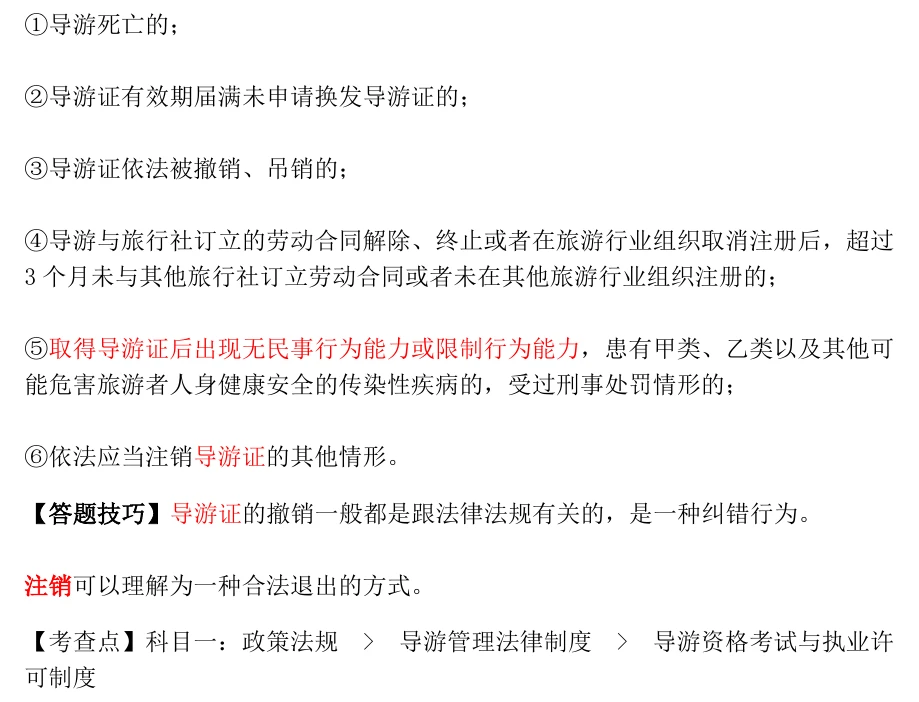 ①导游死亡的；
②导游证有效期届满未申请换发导游证的；
③导游证依法被撤销、吊销的；
④导游与旅行社订立的劳动合同解除、终止或者在旅游行业组织取消注册后，超过
3 个月未与其他旅行社订立劳动合同或者未在其他旅游行业组织注册的；
⑤取得导游证后出现无民事行为能力或限制行为能力，患有甲类、乙类以及其他可
能危害旅游者人身健康安全的传染性疾病的，受过刑事处罚情形的；
⑥依法应当注销导游证的其他情形。
【答题技巧】导游证的撤销一般都是跟法律法规有关的，是一种纠错行为。
注销可以理解为一种合法退出的方式。
【考查点】科目一：政策法规 > 导游管理法律制度 > 导游资格考试与执业许
可制度